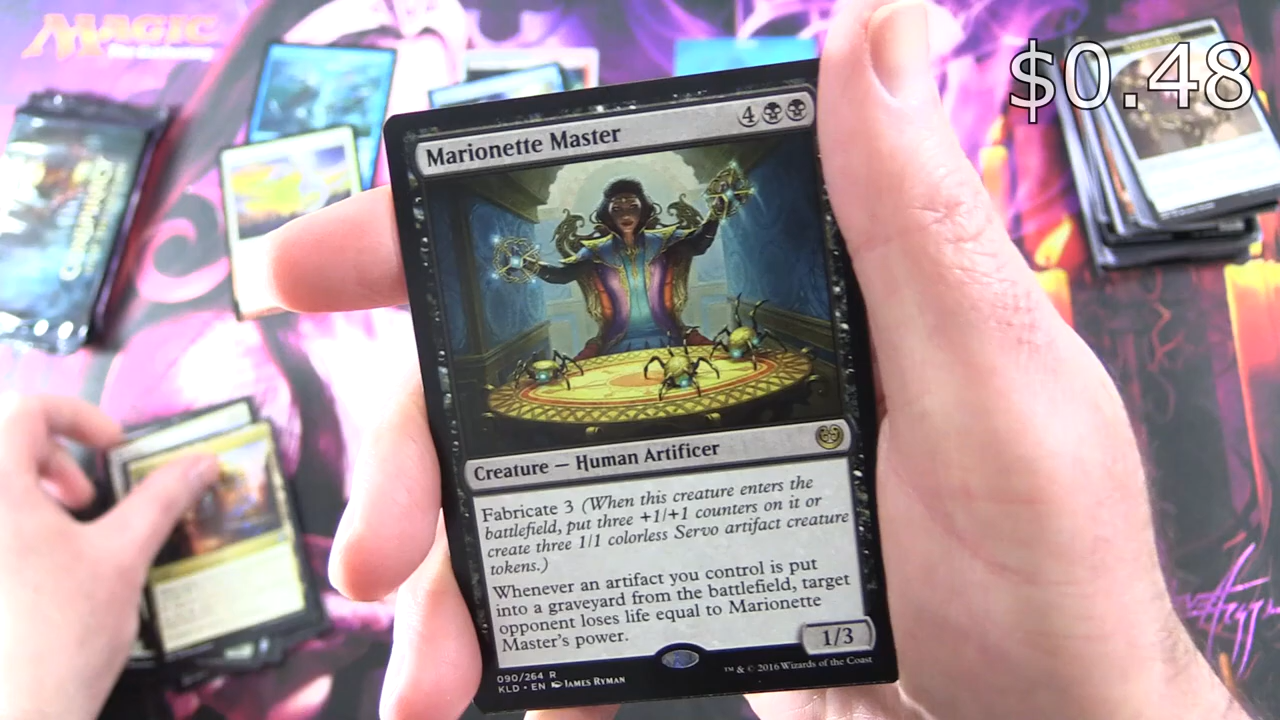 MAGIC
$0.48
Marionette Master 4
Creature — Human Artificer
Fabricate 3 (When this creature enters the
battlefield, put three +1/+1 counters on it or
create three 1/1 colorless Servo artifact creature
tokens.)
Whenever an artifact you control is put
into a graveyard from the battlefield, target
opponent loses life equal to Marionette
Master's power.
1/3
090/264 R
KLD • EN JAMES RYMAN
™ & © 2016 Wizards of the Coast